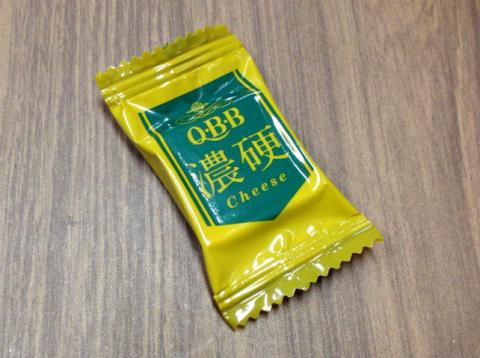 Q·B·B
濃硬
Cheese